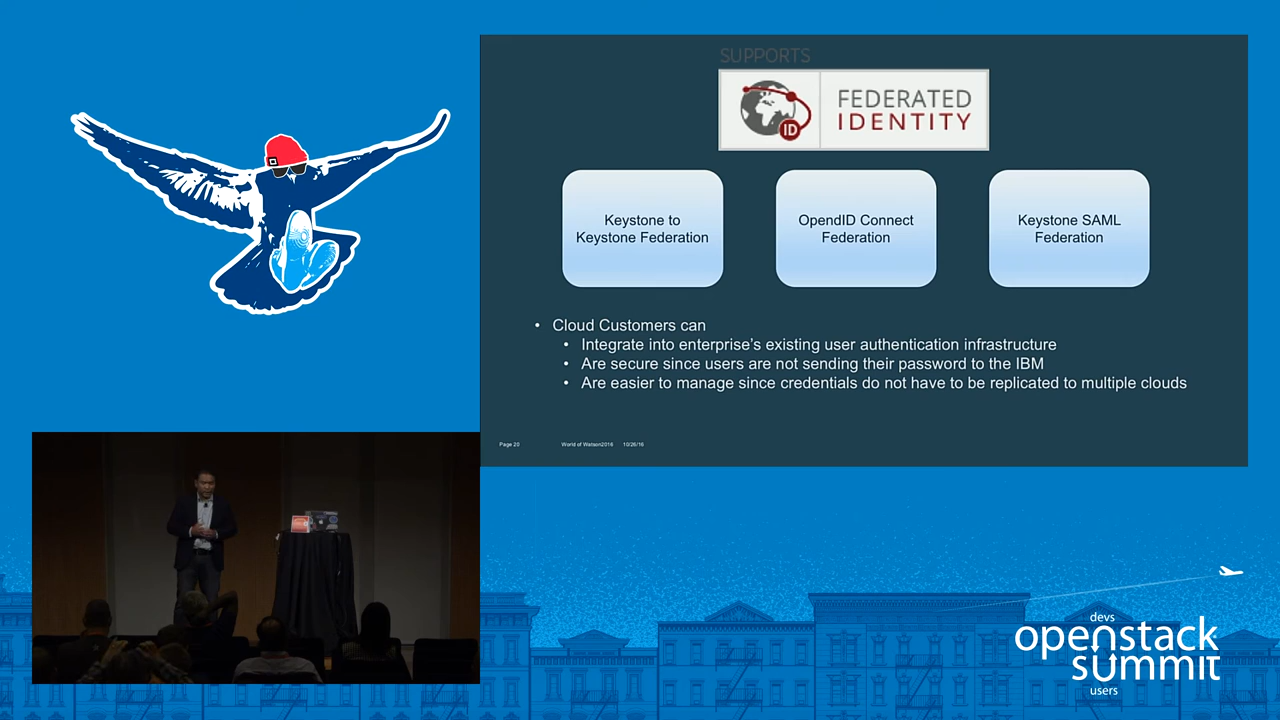 SUPPORTS
ID
FEDERATED
IDENTITY
Keystone to
Keystone Federation
OpendID Connect
Federation
Keystone SAML
Federation
• Cloud Customers can
• Integrate into enterprise's existing user authentication infrastructure
• Are secure since users are not sending their password to the IBM
• Are easier to manage since credentials do not have to be replicated to multiple clouds
Page 20 World of Watson2016 10/26/16
devs
openstack
summit
users